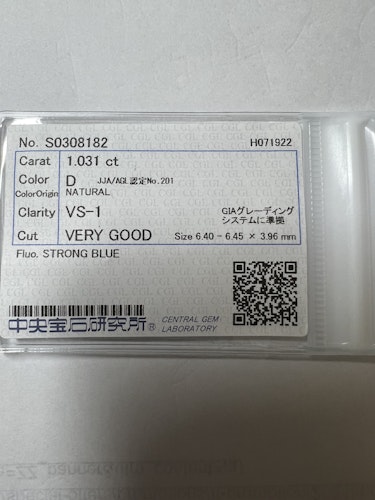 No. S0308182 H071922
Carat 1.031 ct
Color D JJA/AGL認定No.201
ColorOrigin NATURAL
Clarity VS-1 GIAグレーディング
システムに準拠
Cut VERY GOOD Size 6.40 - 6.45 × 3.96 mm
Fluo. STRONG BLUE
中央宝石研究所® CENTRAL GEM
LABORATORY